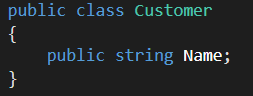 public class Customer
{
    public string Name;
}